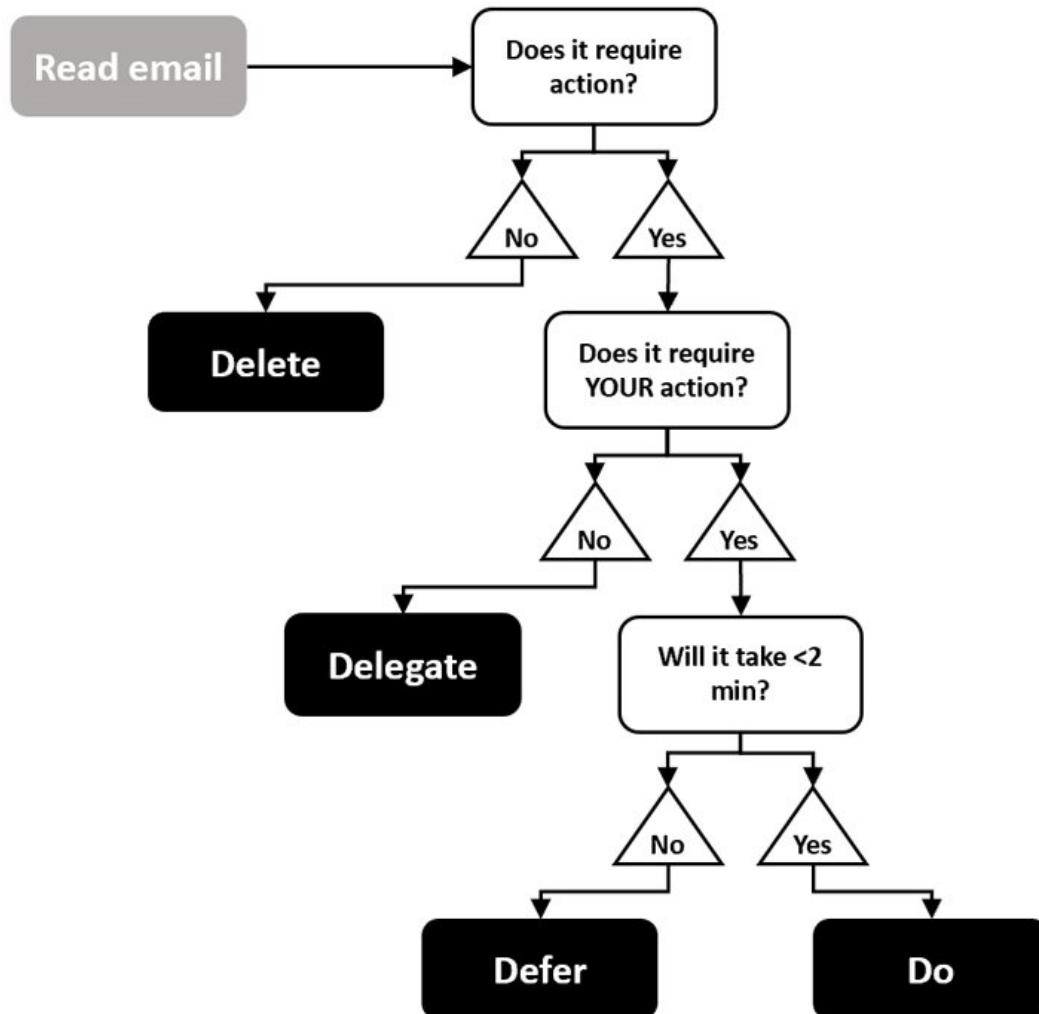 Read email
Does it require
action?
No
Yes
Delete
Does it require
YOUR action?
No
Yes
Delegate
Will it take <2
min?
No
Yes
Defer
Do